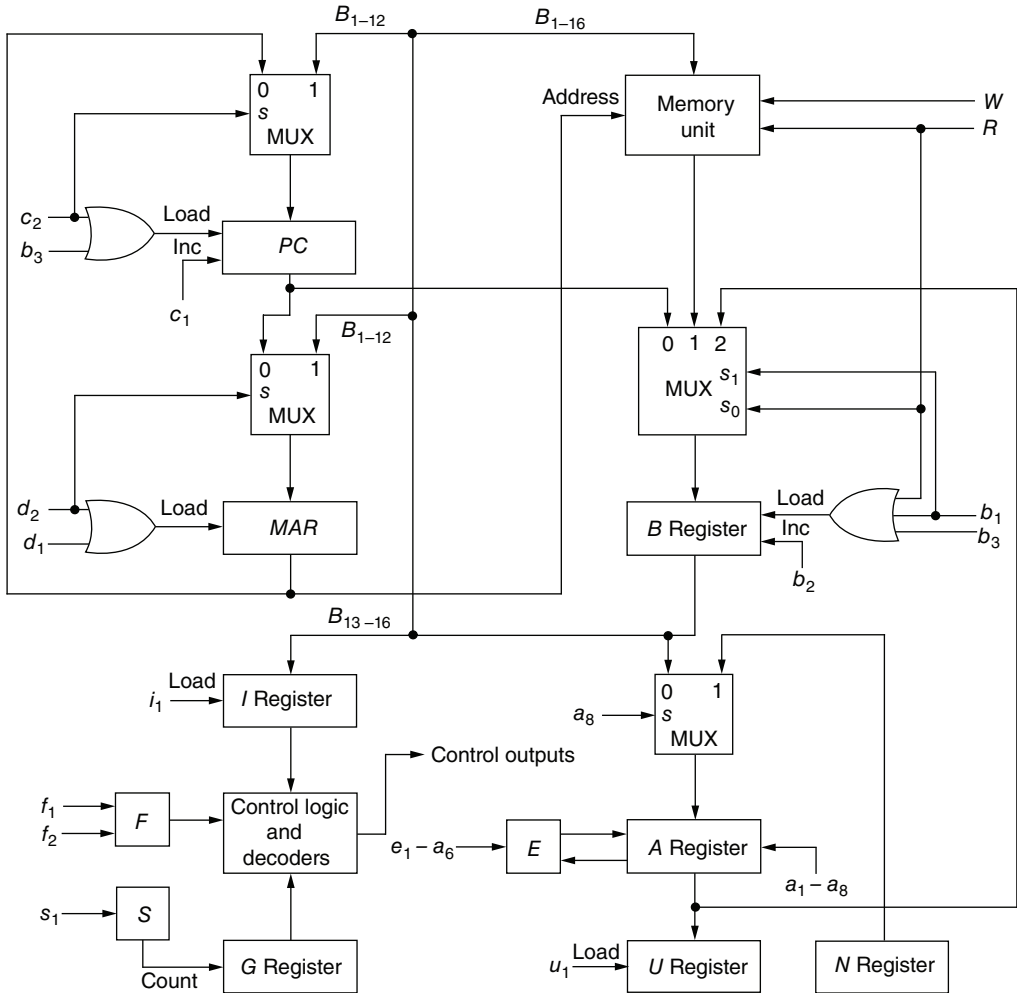 B1–12
B1–16
0 1
s
MUX
Address
Memory
unit
W
R
c2
b3
Load
Inc
PC
c1
B1–12
0 1
s
MUX
0 1 2
MUX
s1
s0
d2
d1
Load
MAR
Load
B Register
Inc
b1
b3
b2
B13–16
Load
i1
I Register
0 1
s
MUX
a8
Control outputs
f1
f2
F
Control logic
and
decoders
e1 – a6
E
A Register
a1 – a8
s1
S
Count
G Register
Load
u1
U Register
N Register